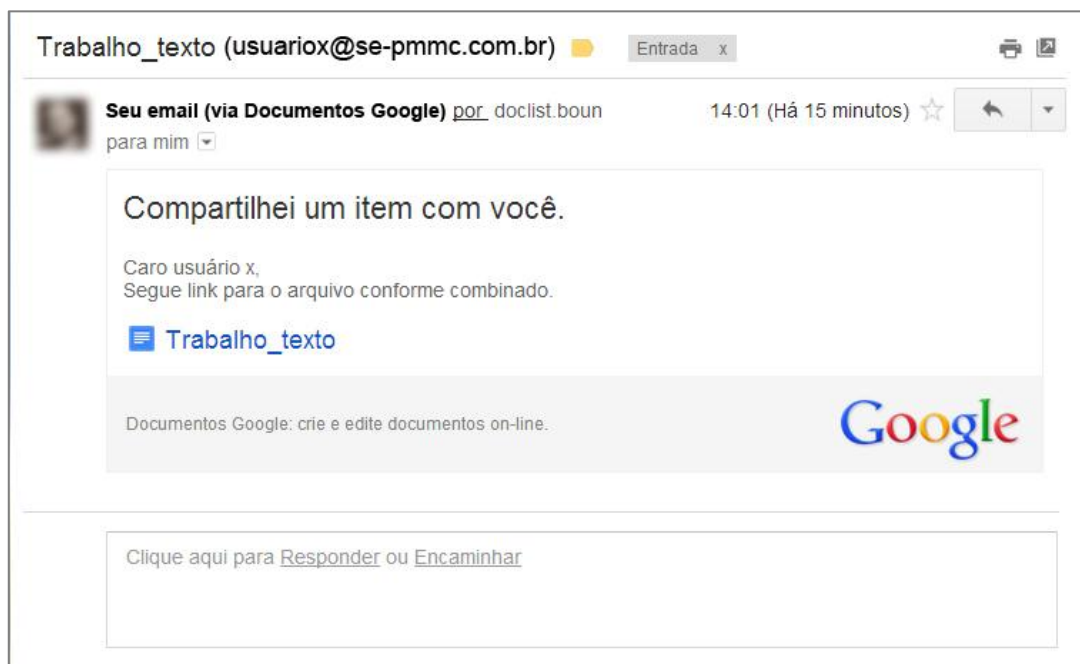 Trabalho_texto (usuariox@se-pmmc.com.br) Entrada x
Seu email (via Documentos Google) por doclist.boun 14:01 (Há 15 minutos)
para mim
Compartilhei um item com você.
Caro usuário x,
Segue link para o arquivo conforme combinado.
Trabalho_texto
Documentos Google: crie e edite documentos on-line.
Google
Clique aqui para Responder ou Encaminhar